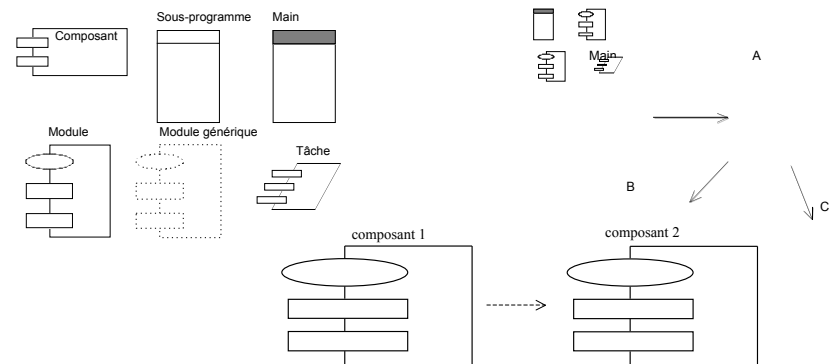 Sous-programme
Main
Composant
Main
A
Module
Module générique
Tâche
B
C
composant 1
composant 2